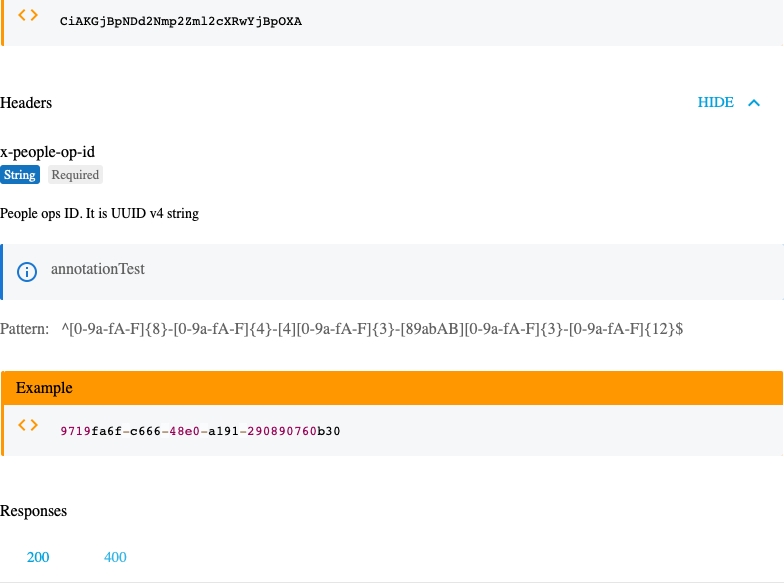 CiAKGjBpNDd2Nmp2Zml2cXRwYjBpOXA
Headers
HIDE
x-people-op-id
String Required
People ops ID. It is UUID v4 string
annotationTest
Pattern: ^[0-9a-fA-F]{8}-[0-9a-fA-F]{4}-[4][0-9a-fA-F]{3}-[89abAB][0-9a-fA-F]{3}-[0-9a-fA-F]{12}$
Example
9719fa6f-c666-48e0-a191-290890760b30
Responses
200 400